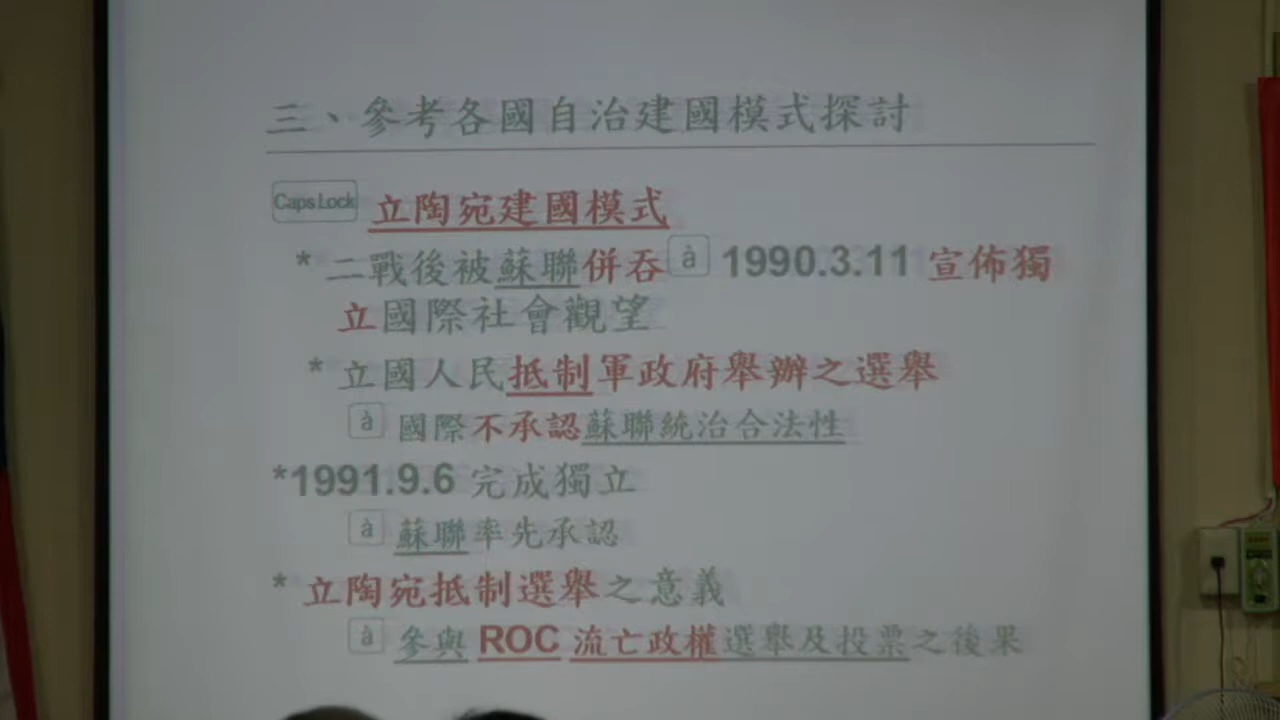 三、參考各國自治建國模式探討
Caps Lock 立陶宛建國模式
* 二戰後被蘇聯併吞 à 1990.3.11 宣佈獨
立國際社會觀望
* 立國人民抵制軍政府舉辦之選舉
à 國際不承認蘇聯統治合法性
*1991.9.6 完成獨立
à 蘇聯率先承認
* 立陶宛抵制選舉之意義
à 參與 ROC 流亡政權選舉及投票之後果